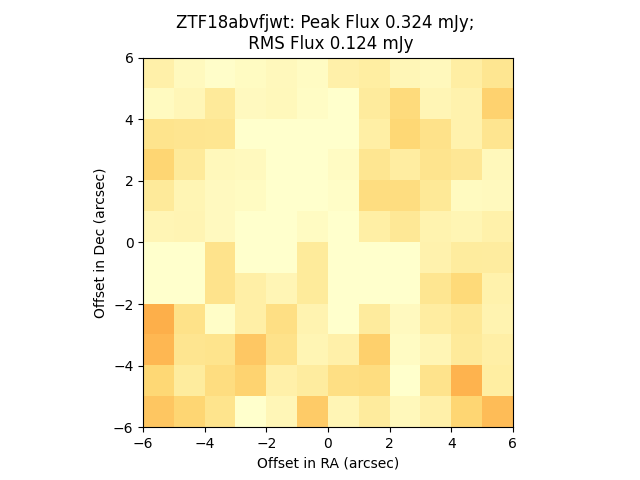 ZTF18abvfjwt: Peak Flux 0.324 mJy;
RMS Flux 0.124 mJy
6
4
2
0
−2
−4
−6
Offset in Dec (arcsec)
−6 −4 −2 0 2 4 6
Offset in RA (arcsec)